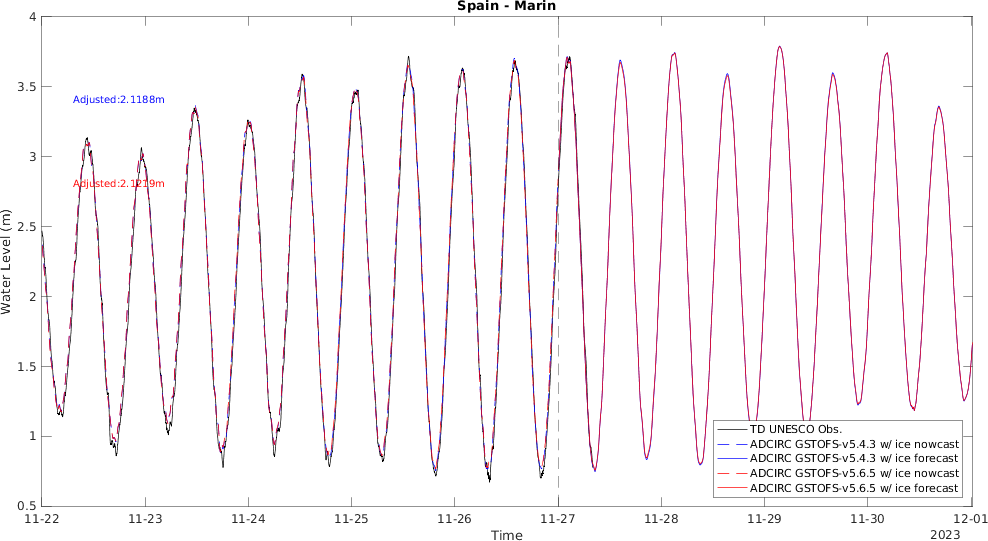 Spain - Marin
4
3.5
3
2.5
2
1.5
1
0.5
Water Level (m)
Adjusted:2.1188m
Adjusted:2.1219m
TD UNESCO Obs.
ADCIRC GSTOFS-v5.4.3 w/ ice nowcast
ADCIRC GSTOFS-v5.4.3 w/ ice forecast
ADCIRC GSTOFS-v5.6.5 w/ ice nowcast
ADCIRC GSTOFS-v5.6.5 w/ ice forecast
11-22 11-23 11-24 11-25 11-26 11-27 11-28 11-29 11-30 12-01
Time
2023